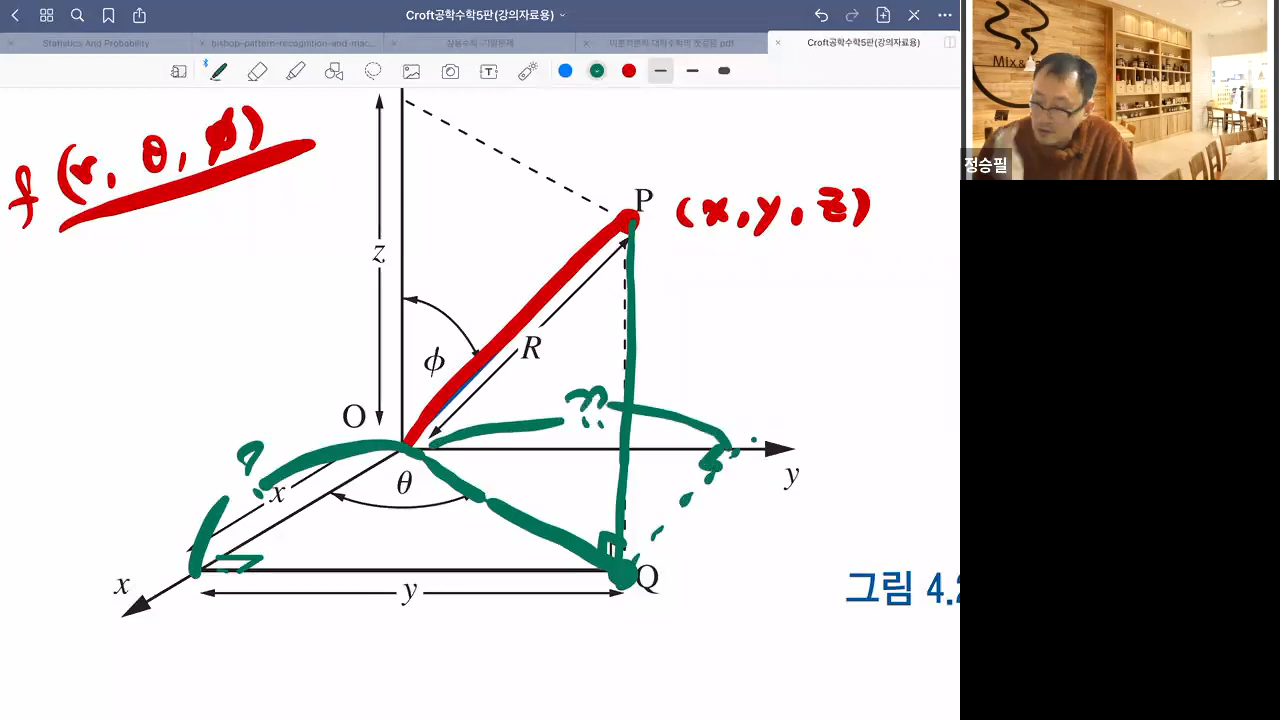 Croft공학수학5판(강의자료용)
Statistics And Probability
bishop-pattern-recognition-and-mac...
Croft공학수학5판(강의자료용)
Mix &
정승필
f (r, θ, ϕ)
P (x, y, z)
z
R
ϕ
O
??
?
x
θ
y
x
y
Q
그림 4.